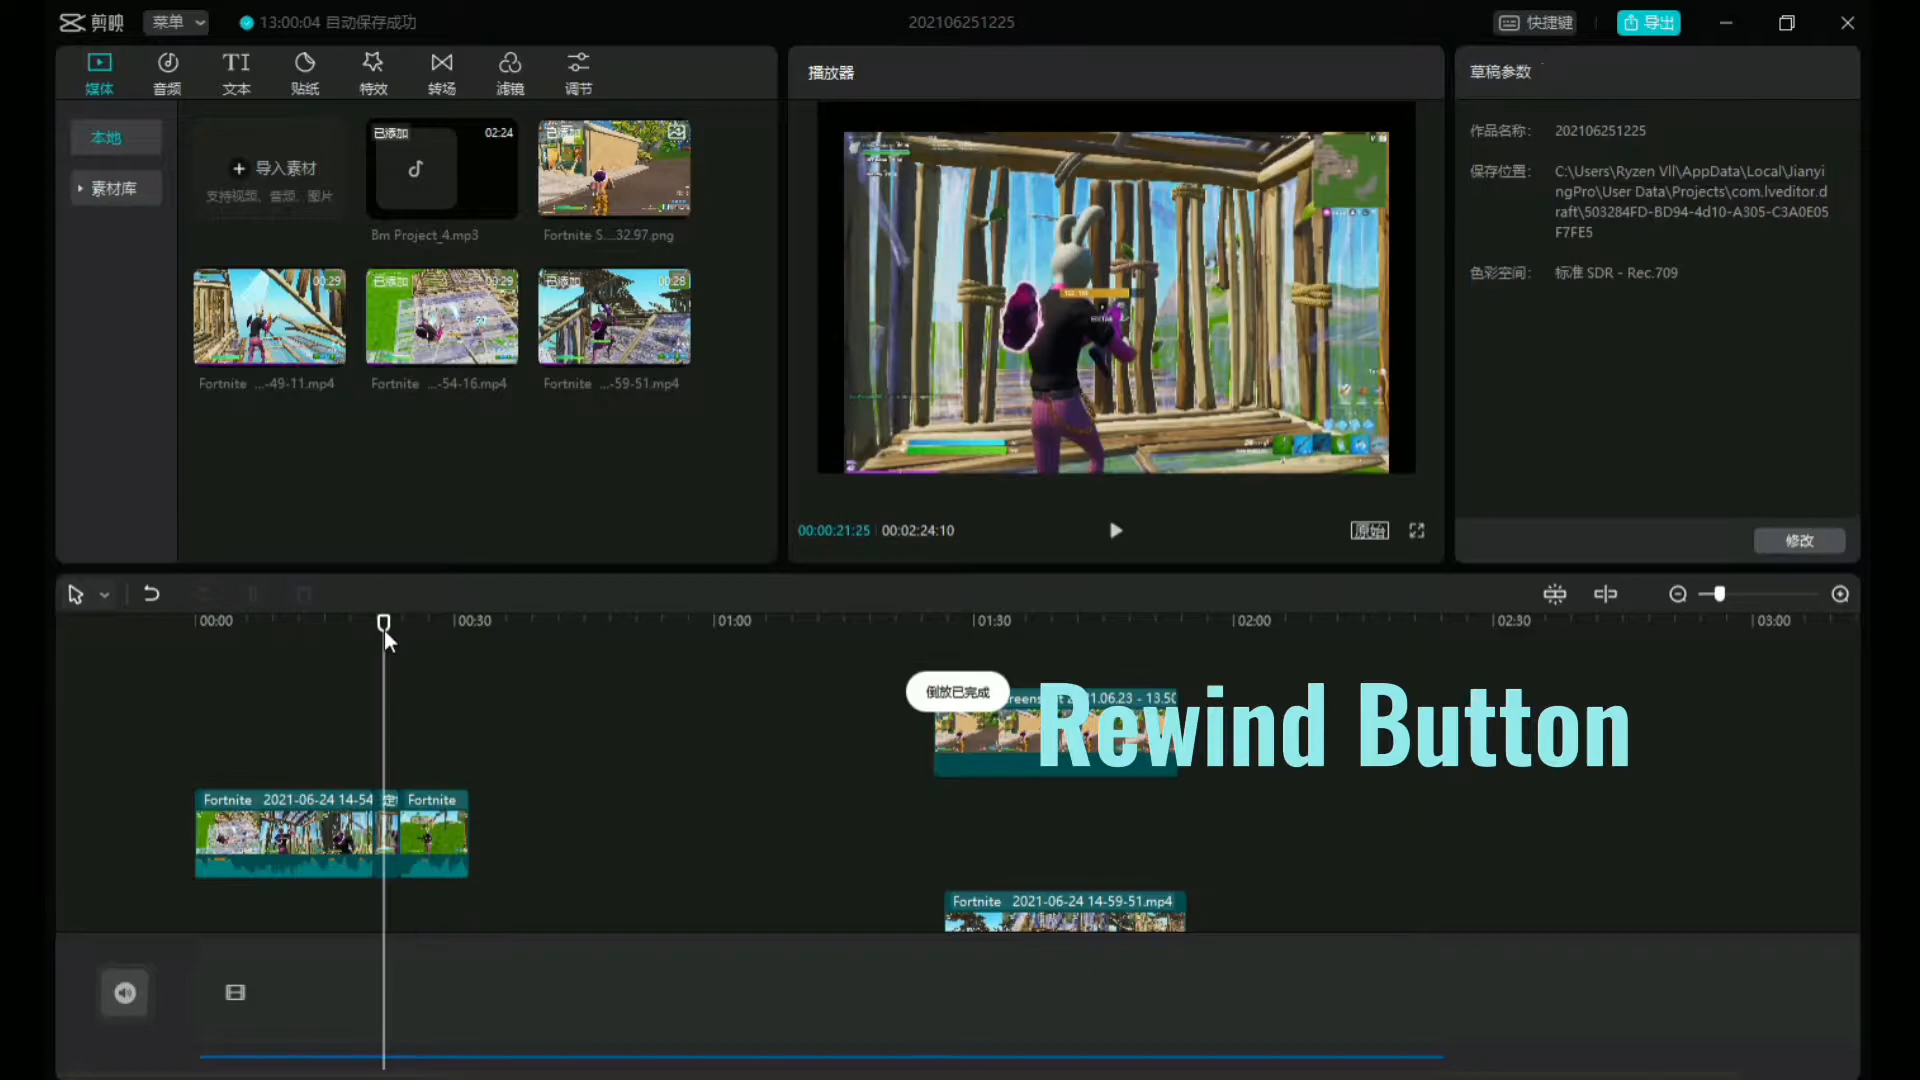 剪映
菜单
13:00:04 自动保存成功
202106251225
快捷键
导出
媒体
音频
文本
贴纸
特效
转场
滤镜
调节
播放器
草稿参数
本地
素材库
导入素材
支持视频、音频、图片
已添加
02:24
Bm Project_4.mp3
已添加
Fortnite S...32.97.png
00:29
Fortnite ...-49-11.mp4
已添加
00:29
Fortnite ...-54-16.mp4
已添加
00:28
Fortnite ...-59-51.mp4
作品名称:
202106251225
保存位置:
C:\Users\Ryzen Vll\AppData\Local\Jianyi
ngPro\User Data\Projects\com.lveditor.d
raft\503284FD-BD94-4d10-A305-C3A0E05
F7FE5
色彩空间:
标准 SDR - Rec.709
00:00:21:25
00:02:24:10
原始
修改
00:00
00:30
01:00
01:30
02:00
02:30
03:00
倒放已完成
Rewind Button
Fortnite 2021-06-24 14-54
Fortnite
Fortnite 2021-06-24 14-59-51.mp4